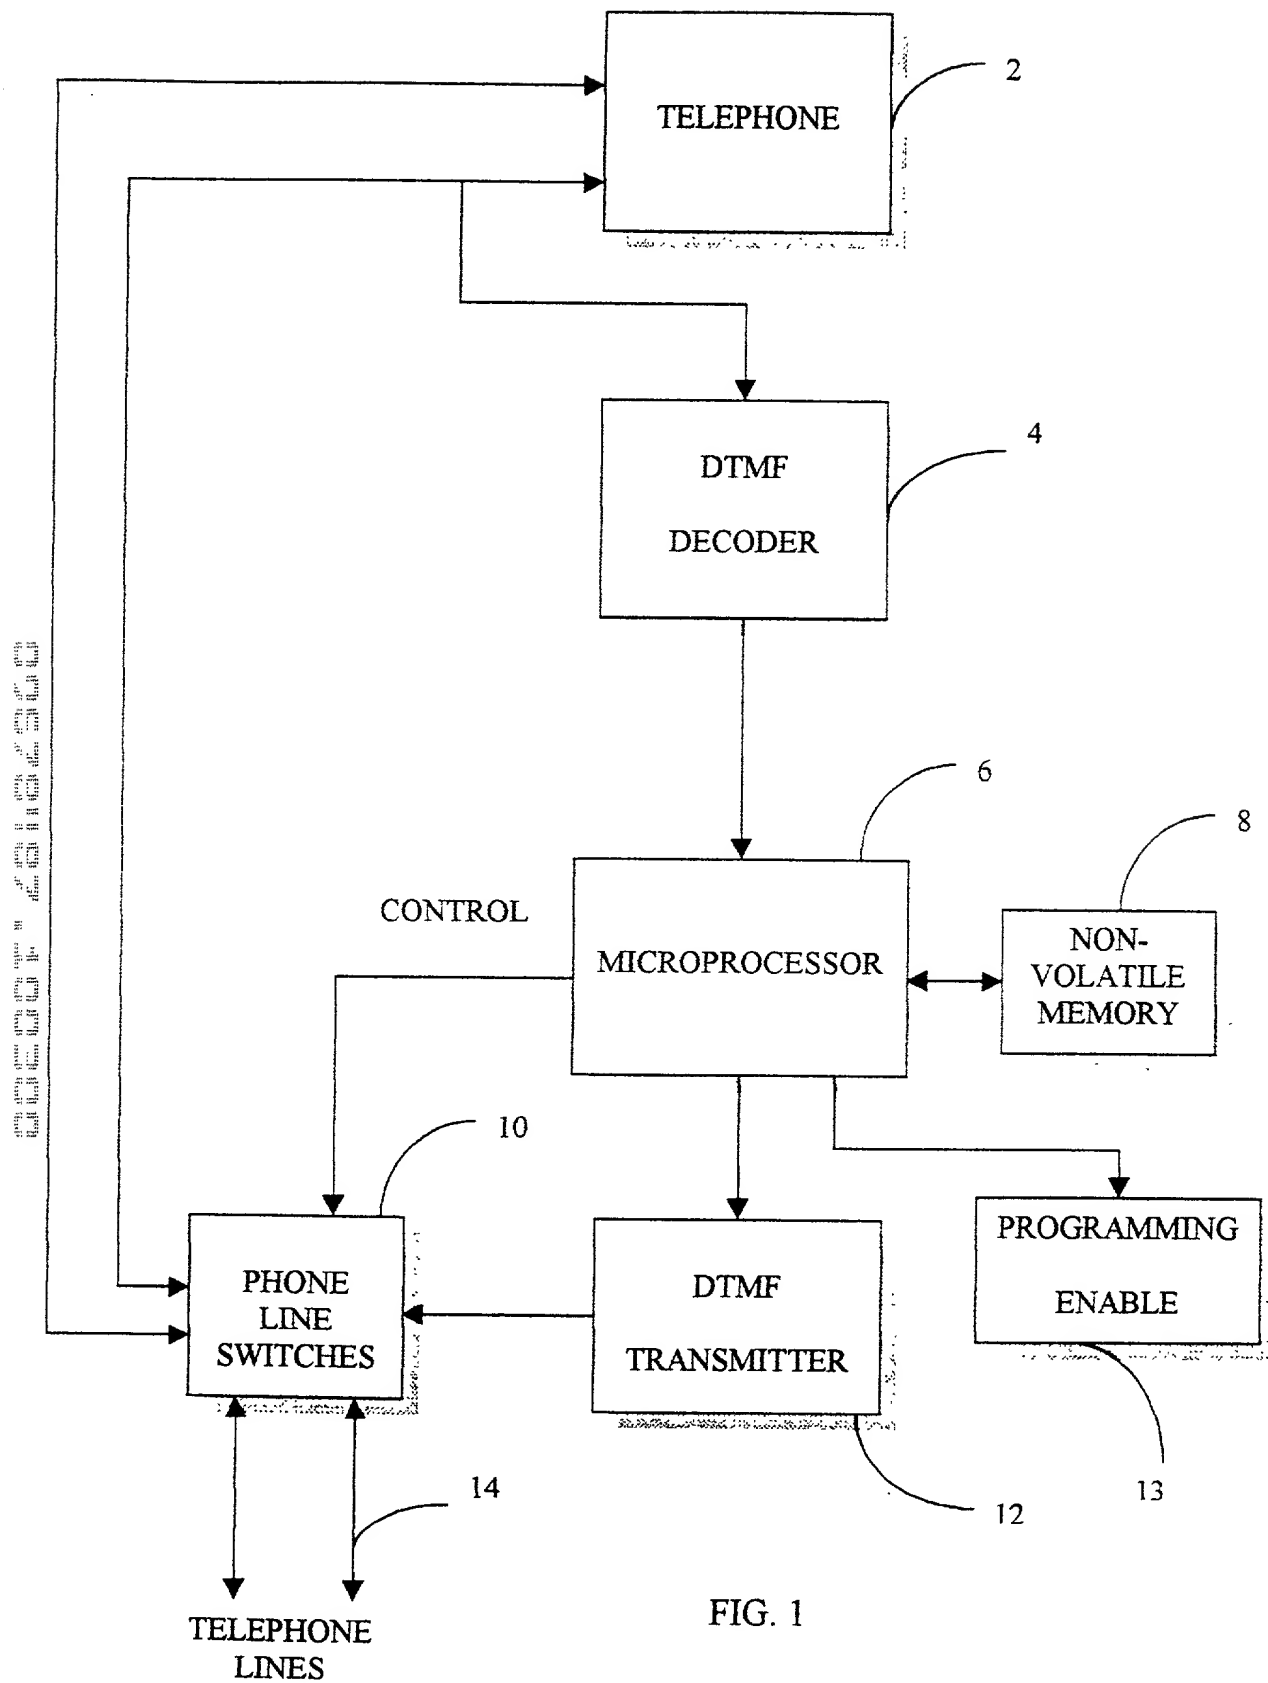 2
TELEPHONE
4
DTMF
DECODER
6
8
CONTROL
MICROPROCESSOR
NON-
VOLATILE
MEMORY
10
PHONE
LINE
SWITCHES
DTMF
TRANSMITTER
PROGRAMMING
ENABLE
14
12
13
TELEPHONE
LINES
FIG. 1